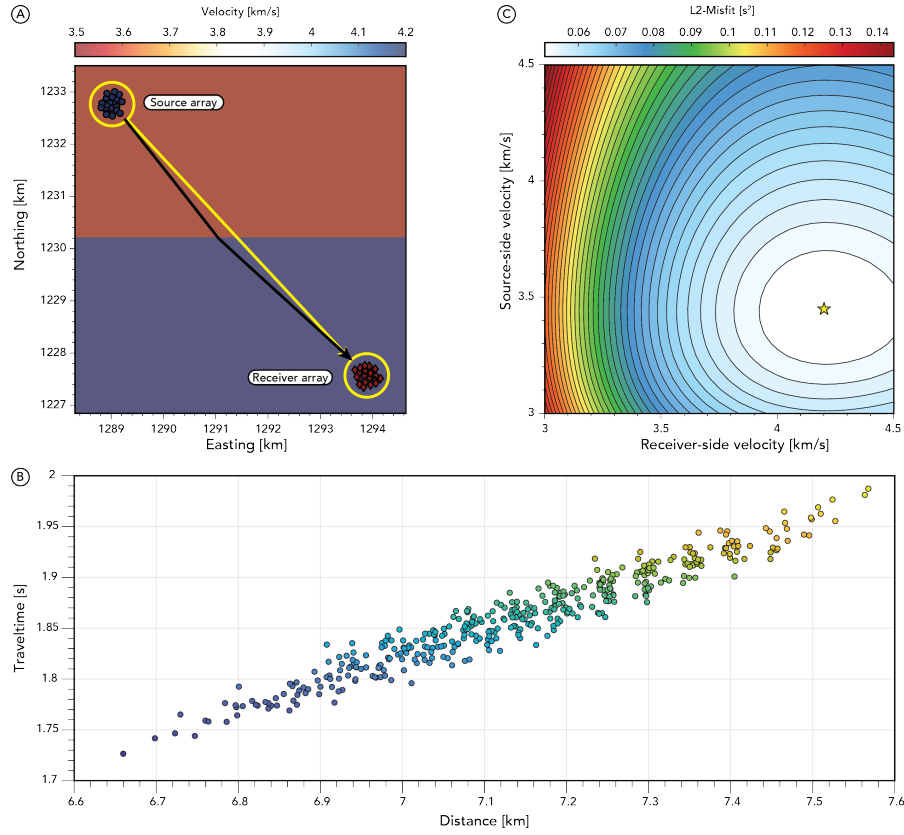 A
Velocity [km/s]
3.5 3.6 3.7 3.8 3.9 4 4.1 4.2
Source array
Receiver array
Northing [km]
1233
1232
1231
1230
1229
1228
1227
1289 1290 1291 1292 1293 1294
Easting [km]
C
L2-Misfit [s²]
0.06 0.07 0.08 0.09 0.1 0.11 0.12 0.13 0.14
Source-side velocity [km/s]
4.5
4
3.5
3
3 3.5 4 4.5
Receiver-side velocity [km/s]
B
Traveltime [s]
2
1.95
1.9
1.85
1.8
1.75
1.7
6.6 6.7 6.8 6.9 7 7.1 7.2 7.3 7.4 7.5 7.6
Distance [km]